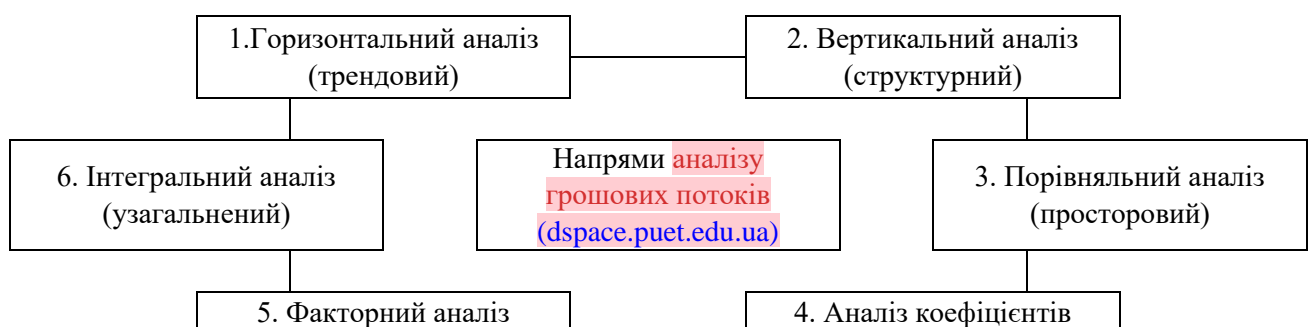 1.Горизонтальний аналіз
(трендовий)
2. Вертикальний аналіз
(структурний)
6. Інтегральний аналіз
(узагальнений)
Напрями аналізу
грошових потоків
(dspace.puet.edu.ua)
3. Порівняльний аналіз
(просторовий)
5. Факторний аналіз
4. Аналіз коефіцієнтів